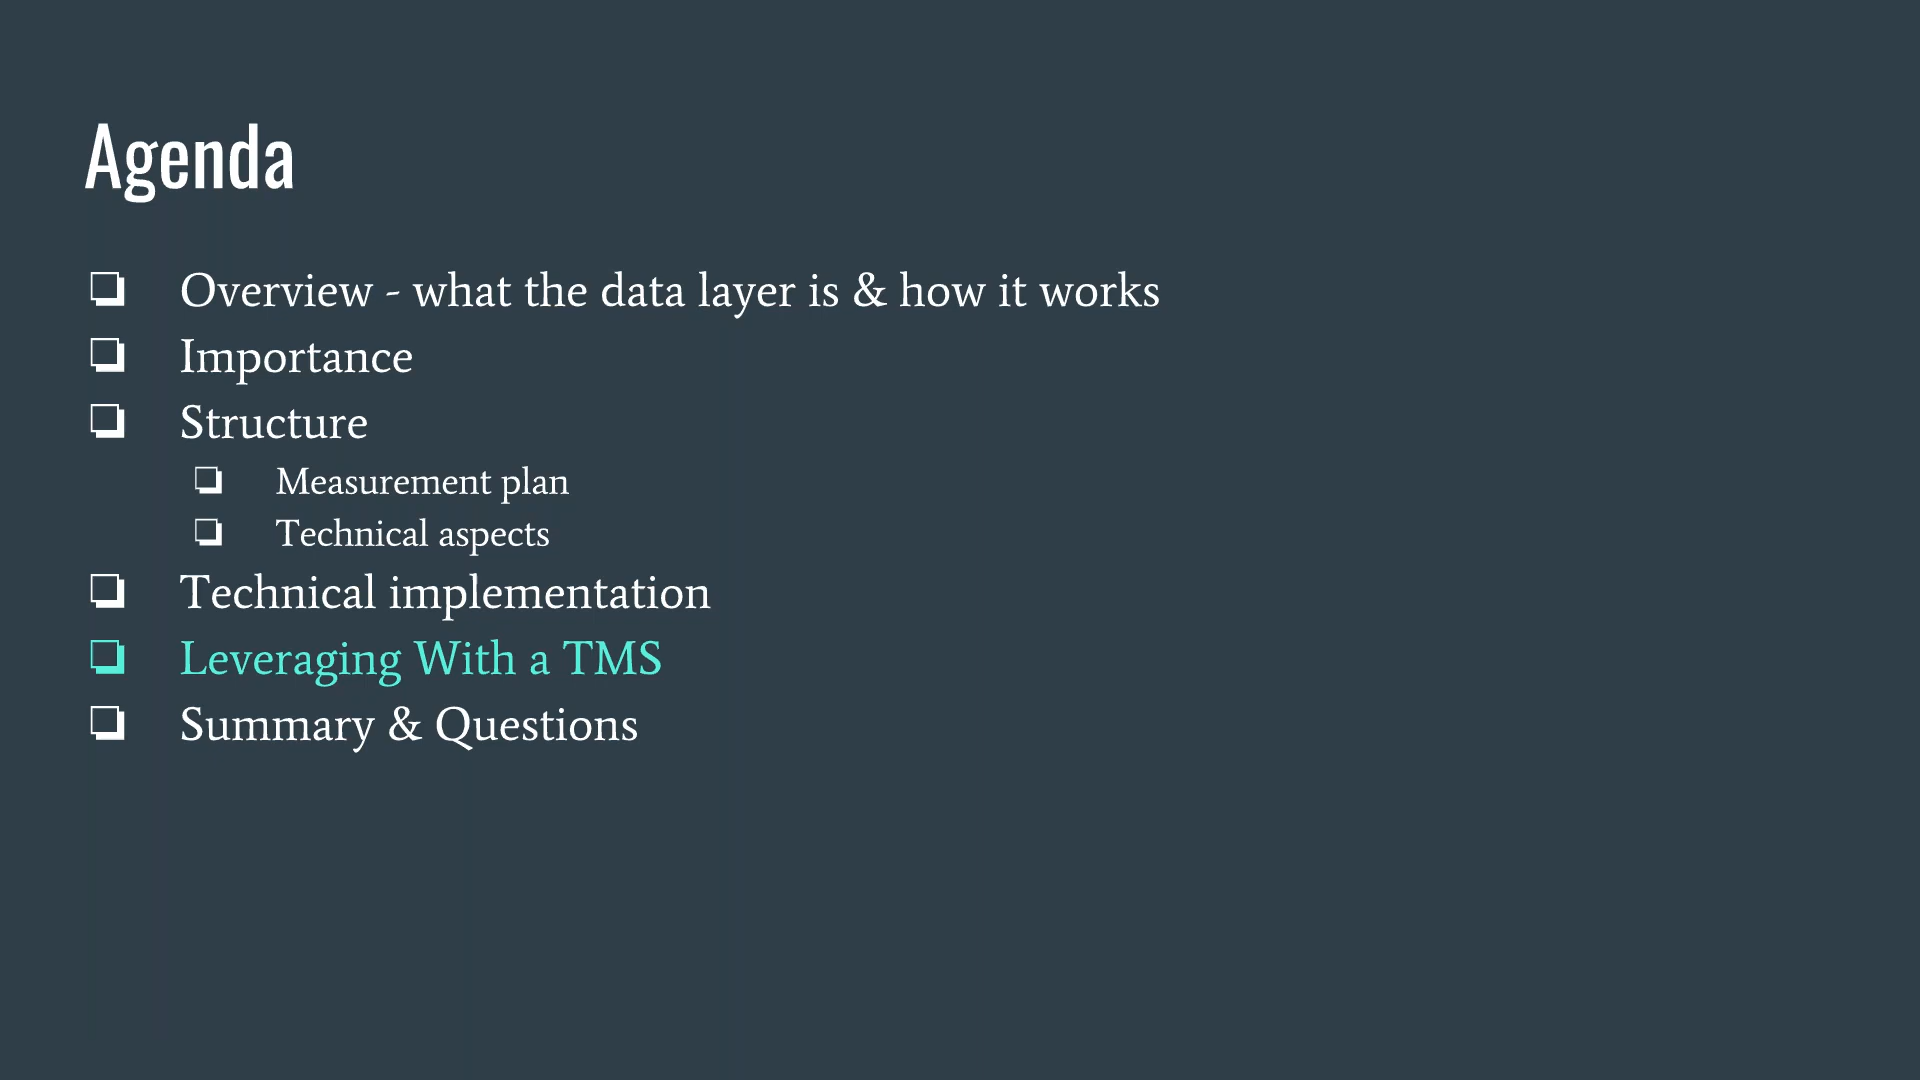 Agenda
❏ Overview - what the data layer is & how it works
❏ Importance
❏ Structure
❏ Measurement plan
❏ Technical aspects
❏ Technical implementation
❏ Leveraging With a TMS
❏ Summary & Questions